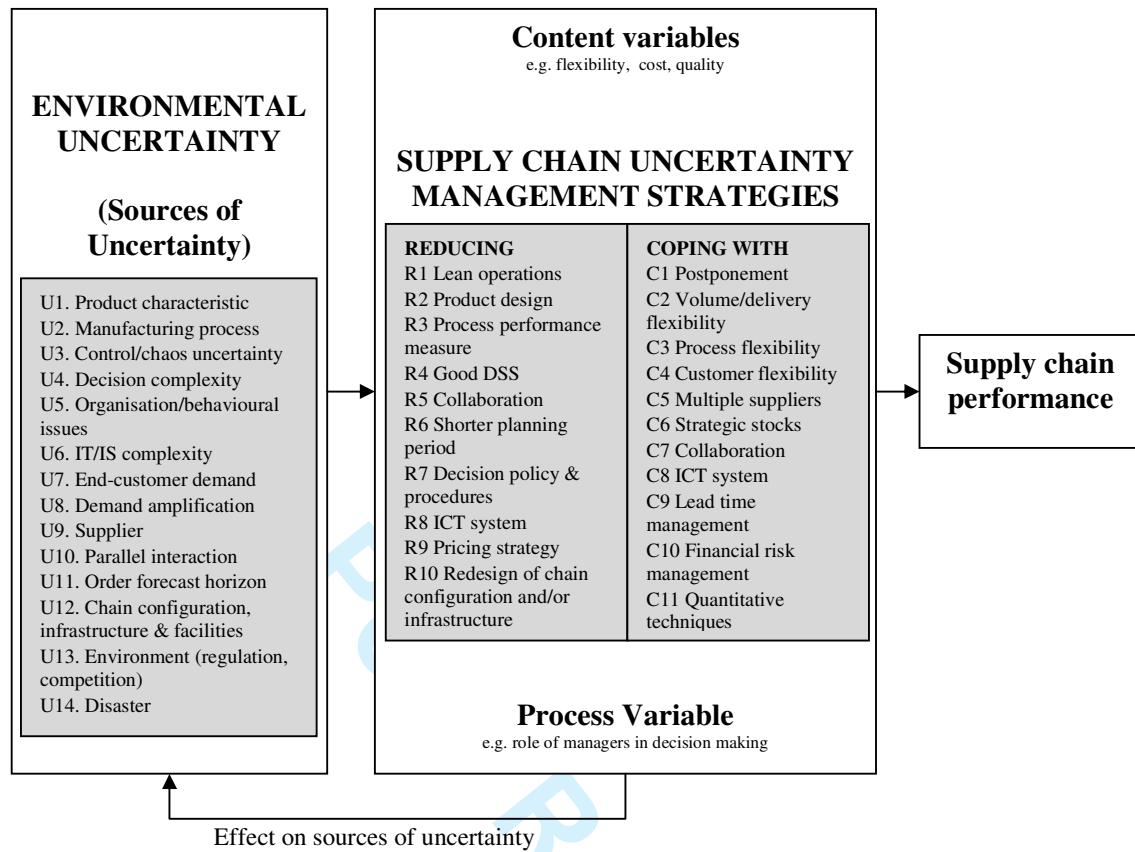 ENVIRONMENTAL
UNCERTAINTY
(Sources of
Uncertainty)
U1. Product characteristic
U2. Manufacturing process
U3. Control/chaos uncertainty
U4. Decision complexity
U5. Organisation/behavioural
issues
U6. IT/IS complexity
U7. End-customer demand
U8. Demand amplification
U9. Supplier
U10. Parallel interaction
U11. Order forecast horizon
U12. Chain configuration,
infrastructure & facilities
U13. Environment (regulation,
competition)
U14. Disaster
Content variables
e.g. flexibility, cost, quality
SUPPLY CHAIN UNCERTAINTY
MANAGEMENT STRATEGIES
REDUCING
R1 Lean operations
R2 Product design
R3 Process performance
measure
R4 Good DSS
R5 Collaboration
R6 Shorter planning
period
R7 Decision policy &
procedures
R8 ICT system
R9 Pricing strategy
R10 Redesign of chain
configuration and/or
infrastructure
COPING WITH
C1 Postponement
C2 Volume/delivery
flexibility
C3 Process flexibility
C4 Customer flexibility
C5 Multiple suppliers
C6 Strategic stocks
C7 Collaboration
C8 ICT system
C9 Lead time
management
C10 Financial risk
management
C11 Quantitative
techniques
Process Variable
e.g. role of managers in decision making
Supply chain
performance
Effect on sources of uncertainty